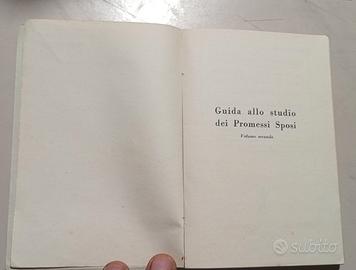 Guida allo studio
dei Promessi Sposi
Volume secondo
subito